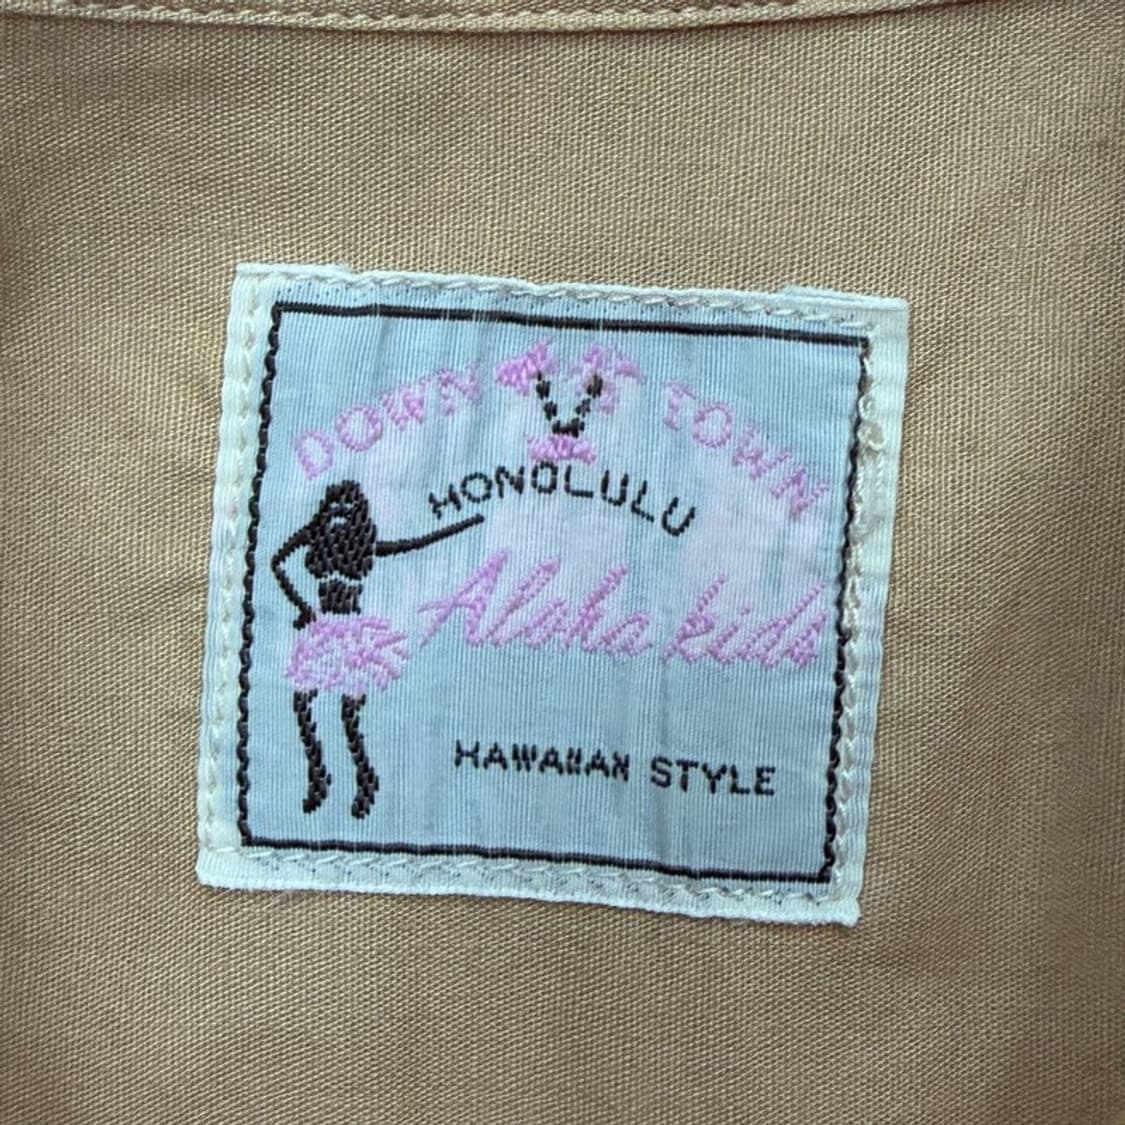 DOWN TOWN
HONOLULU
Aloha kids
HAWAIIAN STYLE